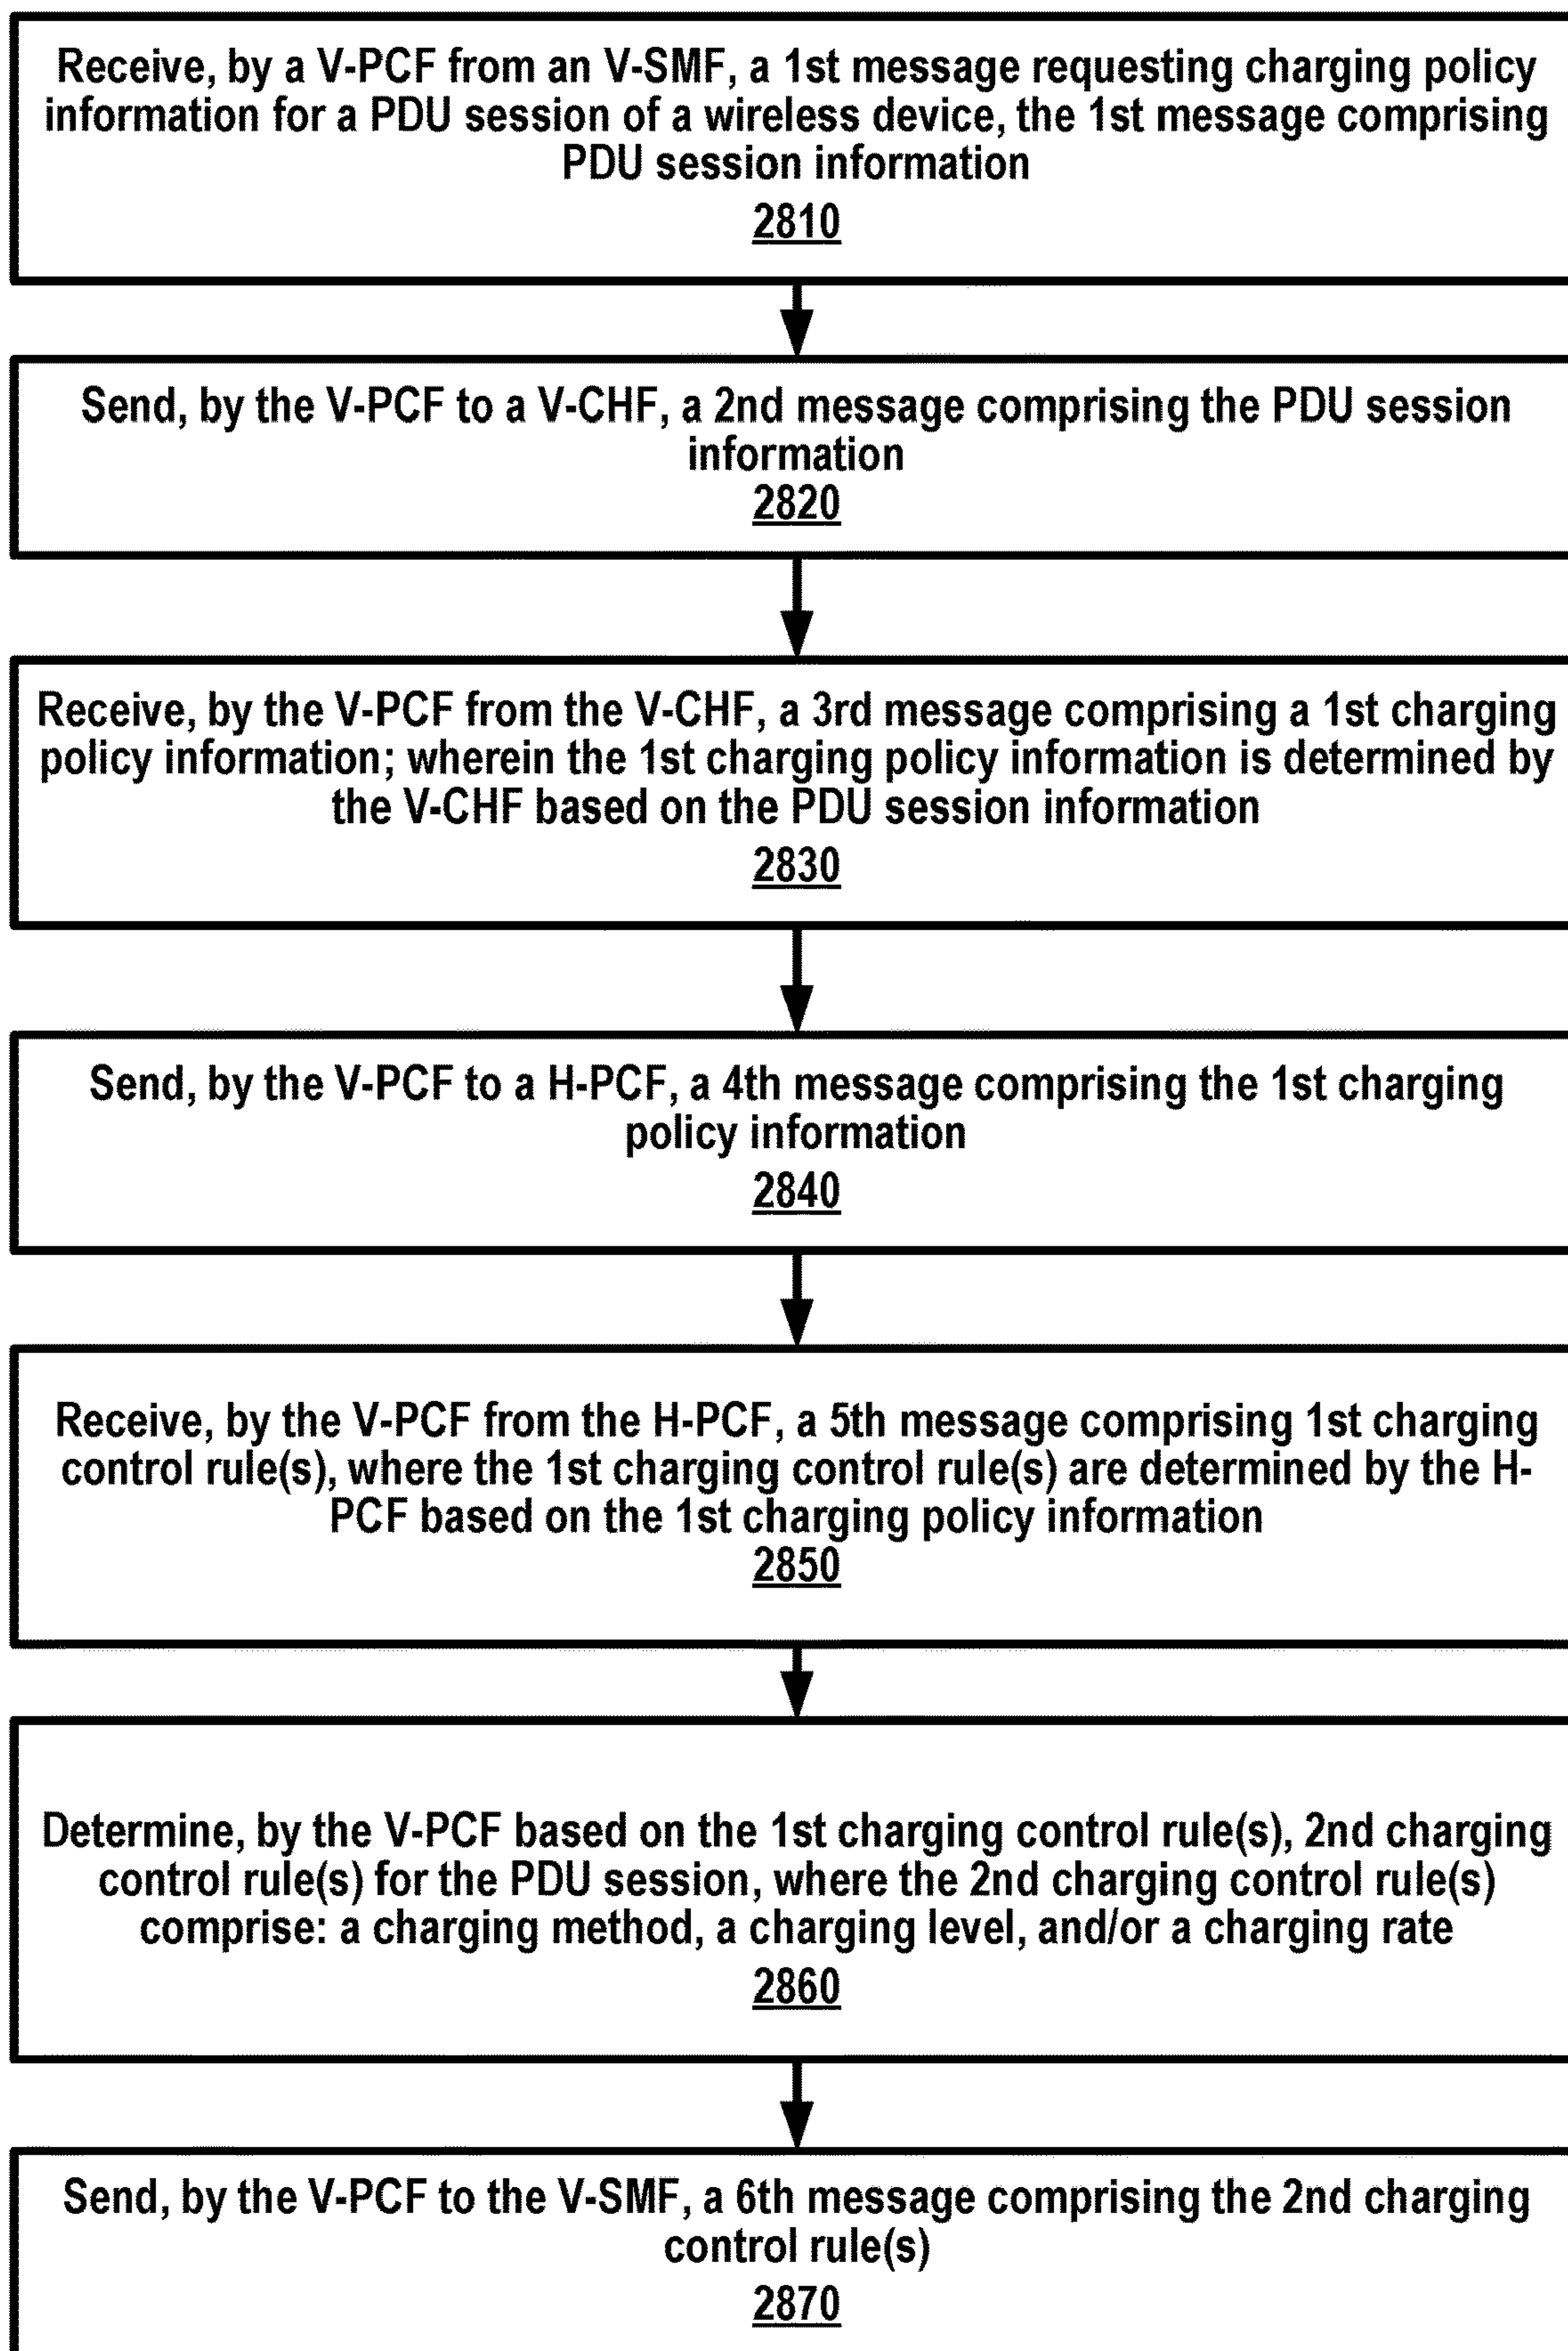 Receive, by a V-PCF from an V-SMF, a 1st message requesting charging policy
information for a PDU session of a wireless device, the 1st message comprising
PDU session information
2810
Send, by the V-PCF to a V-CHF, a 2nd message comprising the PDU session
information
2820
Receive, by the V-PCF from the V-CHF, a 3rd message comprising a 1st charging
policy information; wherein the 1st charging policy information is determined by
the V-CHF based on the PDU session information
2830
Send, by the V-PCF to a H-PCF, a 4th message comprising the 1st charging
policy information
2840
Receive, by the V-PCF from the H-PCF, a 5th message comprising 1st charging
control rule(s), where the 1st charging control rule(s) are determined by the H-
PCF based on the 1st charging policy information
2850
Determine, by the V-PCF based on the 1st charging control rule(s), 2nd charging
control rule(s) for the PDU session, where the 2nd charging control rule(s)
comprise: a charging method, a charging level, and/or a charging rate
2860
Send, by the V-PCF to the V-SMF, a 6th message comprising the 2nd charging
control rule(s)
2870